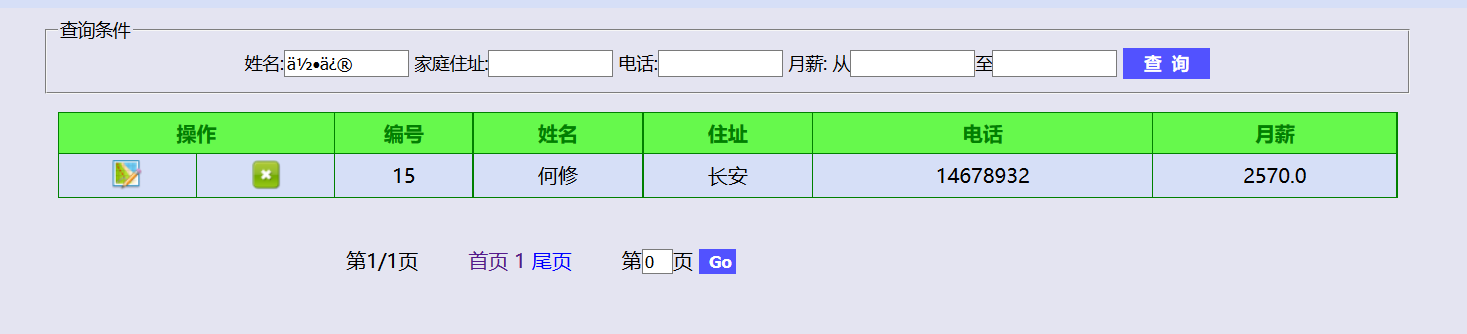 查询条件
姓名:ä½•ä¿® 家庭住址: 电话: 月薪: 从 至 查 询
操作 编号 姓名 住址 电话 月薪
15 何修 长安 14678932 2570.0
第1/1页 首页 1 尾页 第0页 Go